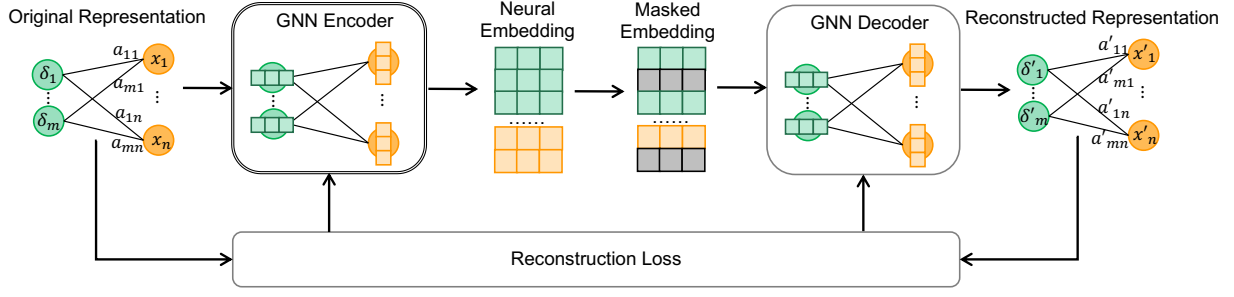 Original Representation
GNN Encoder
Neural
Embedding
Masked
Embedding
GNN Decoder
Reconstructed Representation
δ₁
⋮
δₘ
a₁₁
aₘ₁
a₁ₙ
aₘₙ
x₁
...
xₙ
...
...
......
......
...
...
δ′₁
⋮
δ′ₘ
a′₁₁
a′ₘ₁
a′₁ₙ
a′ₘₙ
x′₁
...
x′ₙ
Reconstruction Loss